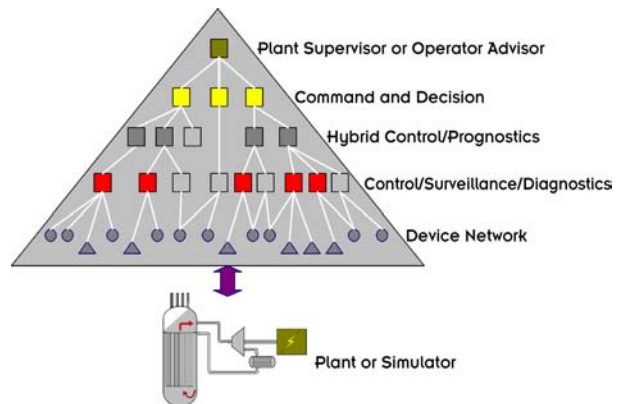 Plant Supervisor or Operator Advisor
Command and Decision
Hybrid Control/Prognostics
Control/Surveillance/Diagnostics
Device Network
Plant or Simulator